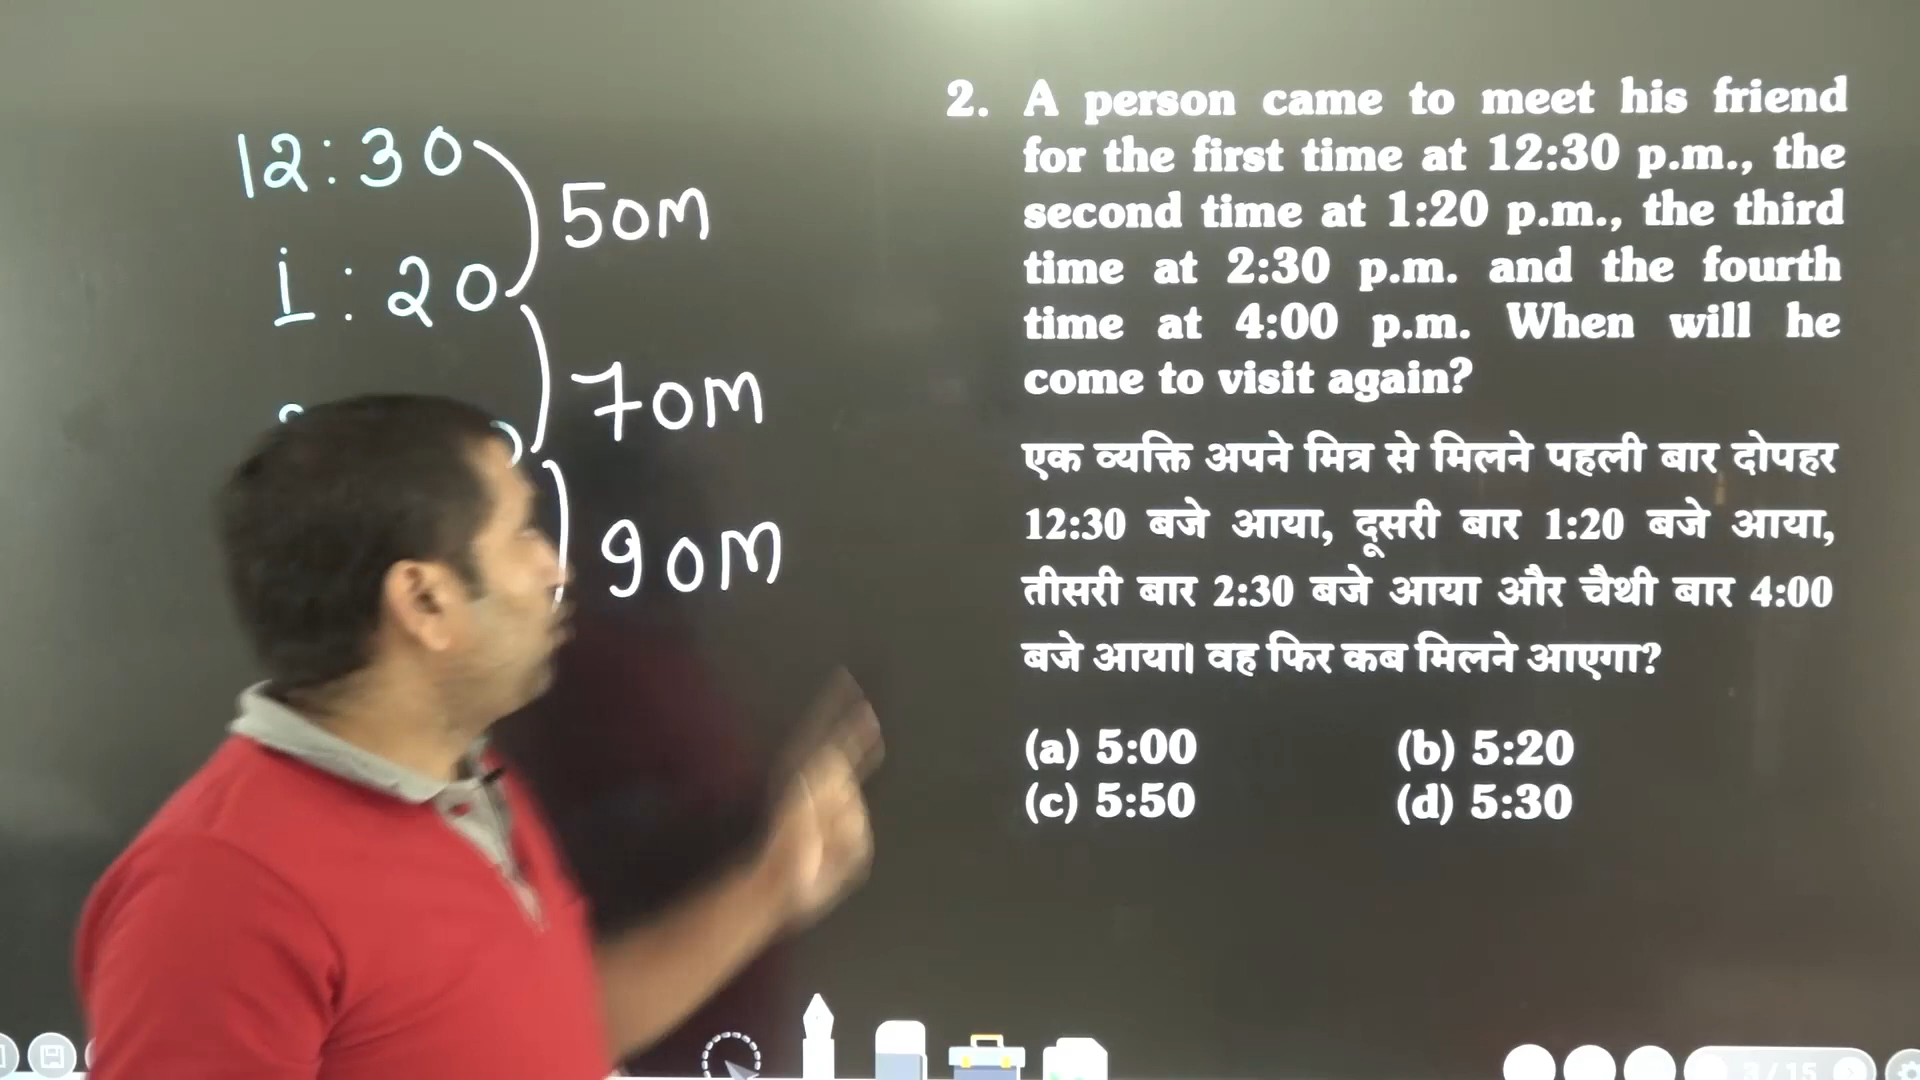 12:30
50m
1:20
70m
90m
2. A person came to meet his friend
for the first time at 12:30 p.m., the
second time at 1:20 p.m., the third
time at 2:30 p.m. and the fourth
time at 4:00 p.m. When will he
come to visit again?
एक व्यक्ति अपने मित्र से मिलने पहली बार दोपहर
12:30 बजे आया, दूसरी बार 1:20 बजे आया,
तीसरी बार 2:30 बजे आया और चैथी बार 4:00
बजे आया। वह फिर कब मिलने आएगा?
(a) 5:00 (b) 5:20
(c) 5:50 (d) 5:30
3/15